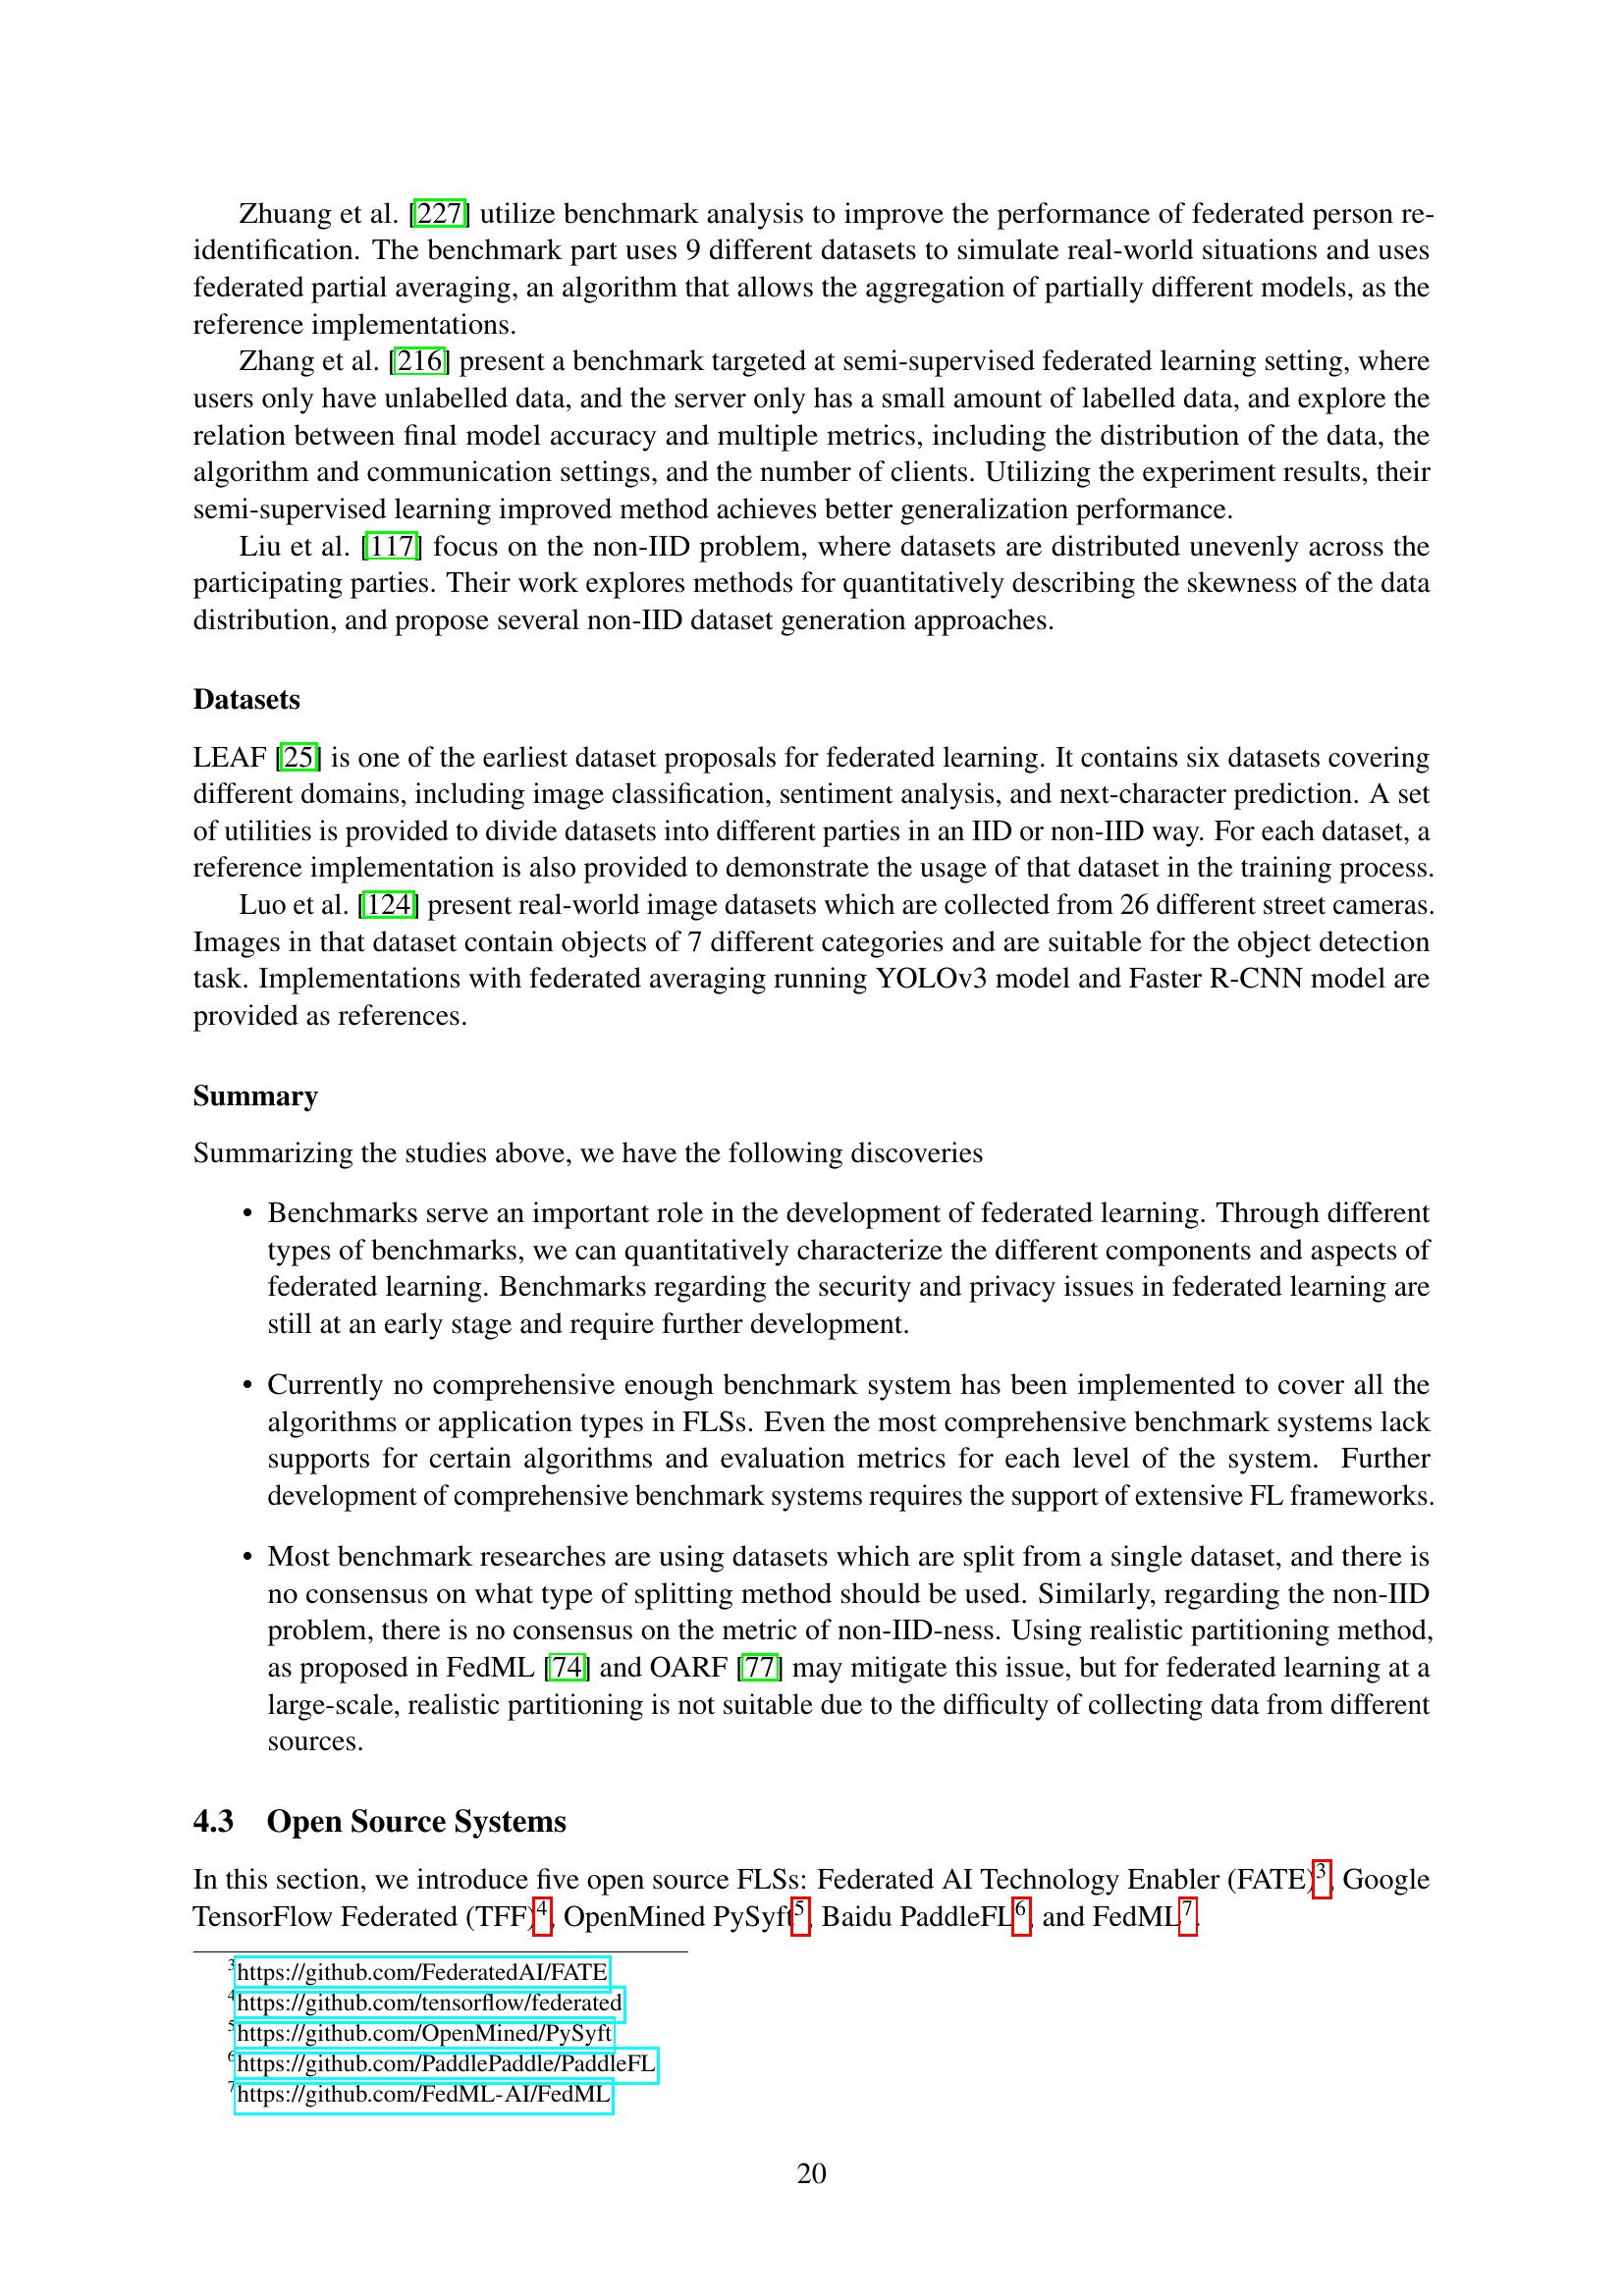 Zhuang et al. [227] utilize benchmark analysis to improve the performance of federated person re-
identification. The benchmark part uses 9 different datasets to simulate real-world situations and uses
federated partial averaging, an algorithm that allows the aggregation of partially different models, as the
reference implementations.
Zhang et al. [216] present a benchmark targeted at semi-supervised federated learning setting, where
users only have unlabelled data, and the server only has a small amount of labelled data, and explore the
relation between final model accuracy and multiple metrics, including the distribution of the data, the
algorithm and communication settings, and the number of clients. Utilizing the experiment results, their
semi-supervised learning improved method achieves better generalization performance.
Liu et al. [117] focus on the non-IID problem, where datasets are distributed unevenly across the
participating parties. Their work explores methods for quantitatively describing the skewness of the data
distribution, and propose several non-IID dataset generation approaches.
Datasets
LEAF [25] is one of the earliest dataset proposals for federated learning. It contains six datasets covering
different domains, including image classification, sentiment analysis, and next-character prediction. A set
of utilities is provided to divide datasets into different parties in an IID or non-IID way. For each dataset, a
reference implementation is also provided to demonstrate the usage of that dataset in the training process.
Luo et al. [124] present real-world image datasets which are collected from 26 different street cameras.
Images in that dataset contain objects of 7 different categories and are suitable for the object detection
task. Implementations with federated averaging running YOLOv3 model and Faster R-CNN model are
provided as references.
Summary
Summarizing the studies above, we have the following discoveries
• Benchmarks serve an important role in the development of federated learning. Through different
types of benchmarks, we can quantitatively characterize the different components and aspects of
federated learning. Benchmarks regarding the security and privacy issues in federated learning are
still at an early stage and require further development.
• Currently no comprehensive enough benchmark system has been implemented to cover all the
algorithms or application types in FLSs. Even the most comprehensive benchmark systems lack
supports for certain algorithms and evaluation metrics for each level of the system. Further
development of comprehensive benchmark systems requires the support of extensive FL frameworks.
• Most benchmark researches are using datasets which are split from a single dataset, and there is
no consensus on what type of splitting method should be used. Similarly, regarding the non-IID
problem, there is no consensus on the metric of non-IID-ness. Using realistic partitioning method,
as proposed in FedML [74] and OARF [77] may mitigate this issue, but for federated learning at a
large-scale, realistic partitioning is not suitable due to the difficulty of collecting data from different
sources.
4.3 Open Source Systems
In this section, we introduce five open source FLSs: Federated AI Technology Enabler (FATE)3, Google
TensorFlow Federated (TFF)4, OpenMined PySyft5, Baidu PaddleFL6, and FedML7.
3https://github.com/FederatedAI/FATE
4https://github.com/tensorflow/federated
5https://github.com/OpenMined/PySyft
6https://github.com/PaddlePaddle/PaddleFL
7https://github.com/FedML-AI/FedML
20